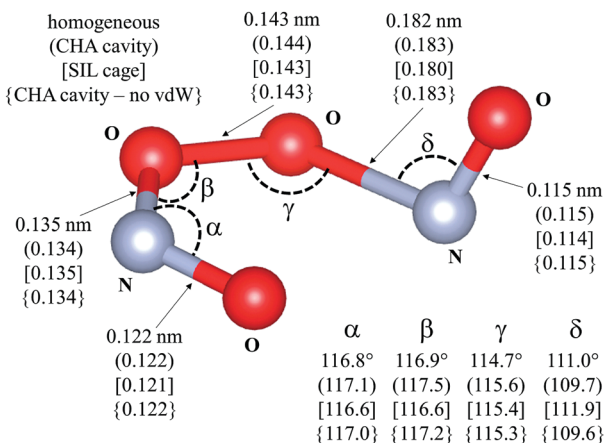 homogeneous
(CHA cavity)
[SIL cage]
{CHA cavity – no vdW}
0.143 nm
(0.144)
[0.143]
{0.143}
0.182 nm
(0.183)
[0.180]
{0.183}
O
O
O
β
γ
δ
α
0.135 nm
(0.134)
[0.135]
{0.134}
N
N
0.115 nm
(0.115)
[0.114]
{0.115}
O
0.122 nm
(0.122)
[0.121]
{0.122}
α β γ δ
116.8° 116.9° 114.7° 111.0°
(117.1) (117.5) (115.6) (109.7)
[116.6] [116.6] [115.4] [111.9]
{117.0} {117.2} {115.3} {109.6}